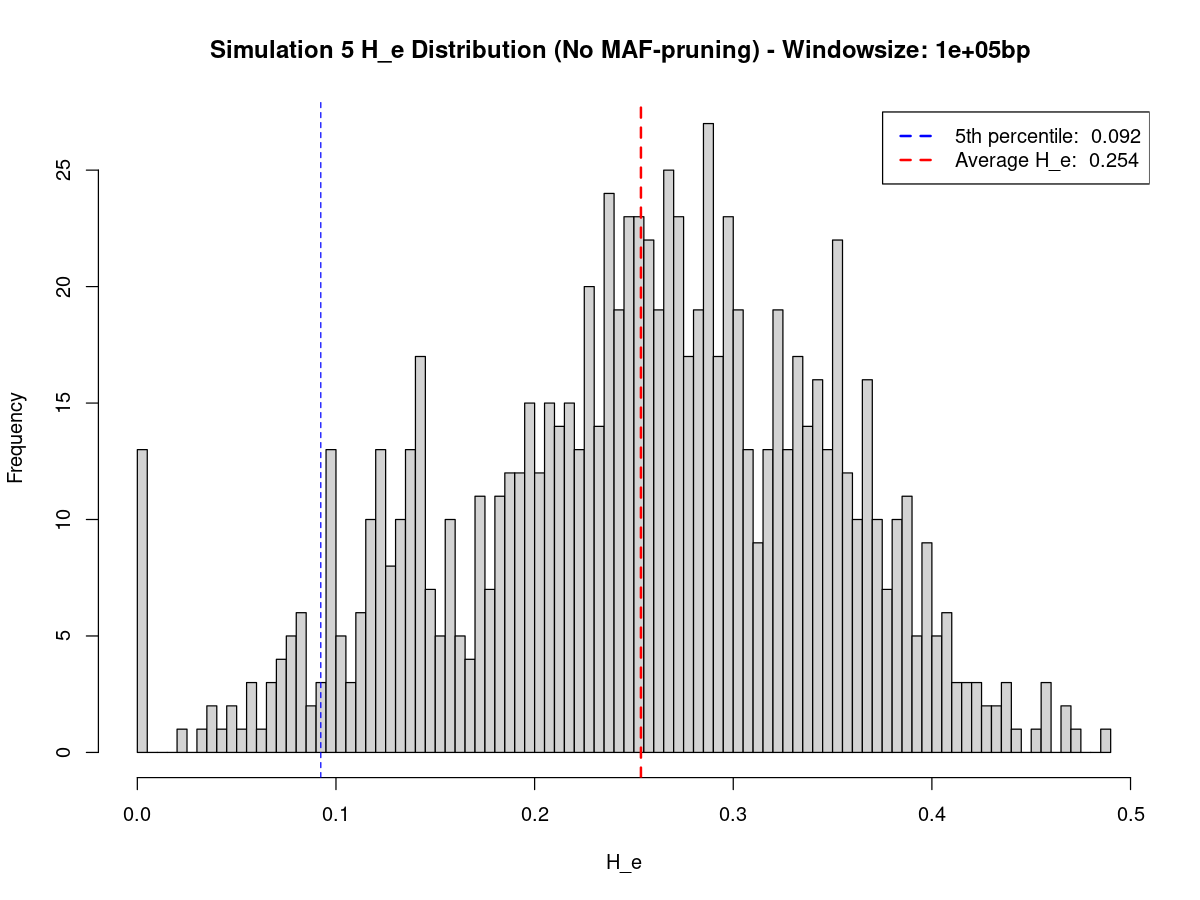 Simulation 5 H_e Distribution (No MAF-pruning) - Windowsize: 1e+05bp
5th percentile:  0.092
Average H_e:  0.254
Frequency
25
20
15
10
5
0
0.0
0.1
0.2
0.3
0.4
0.5
H_e